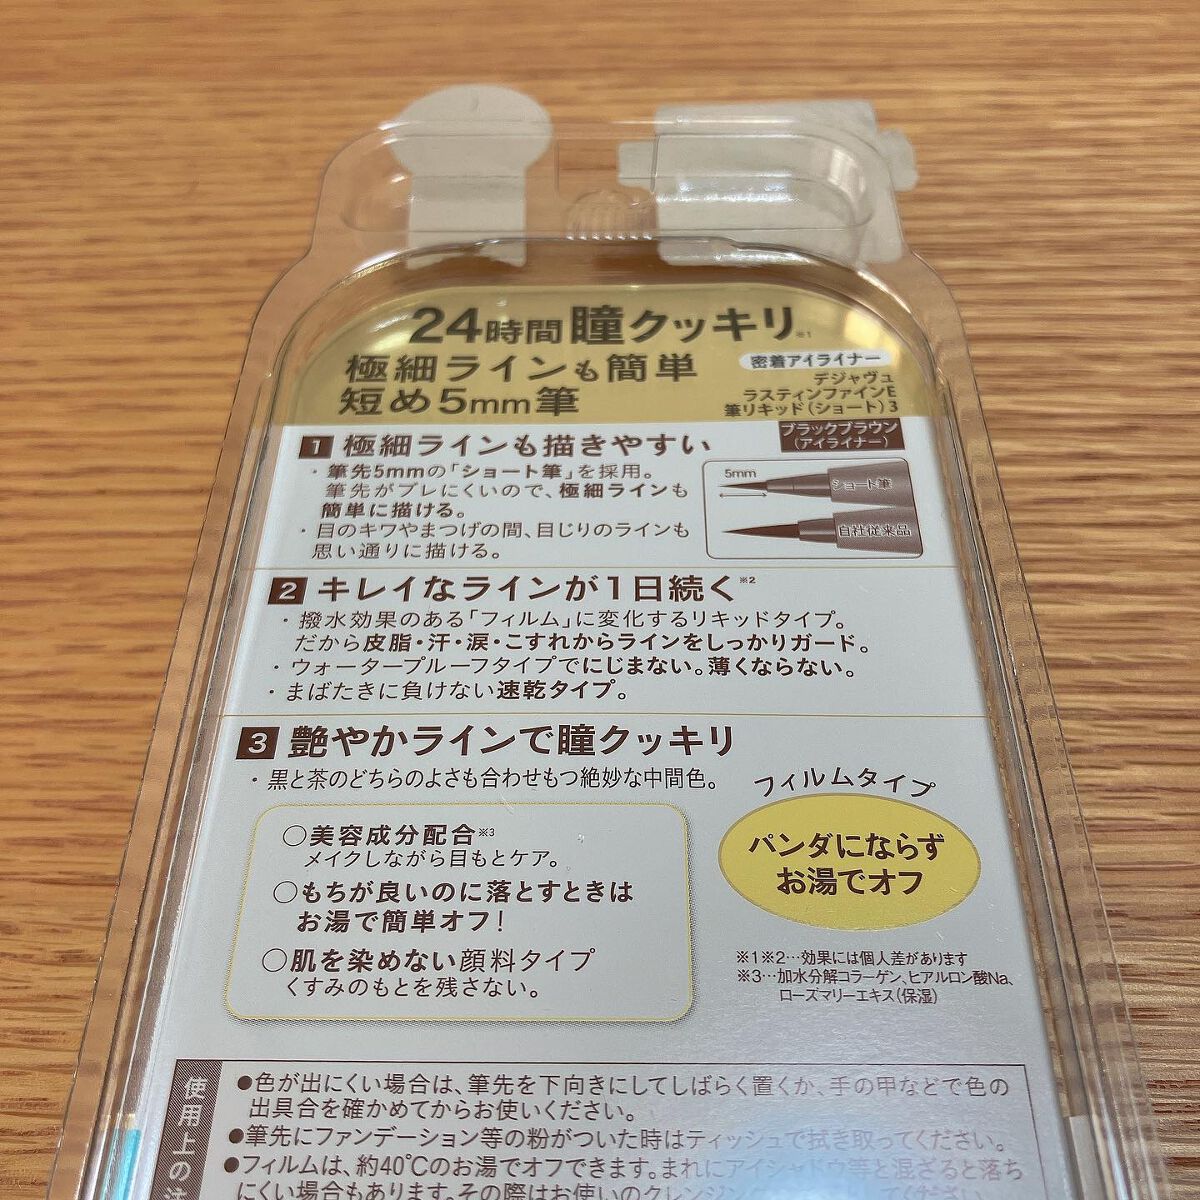 24時間 瞳クッキリ※1
極細ラインも簡単
短め5mm筆
密着アイライナー
デジャヴュ
ラスティンファインE
筆リキッド(ショート)3
ブラックブラウン
(アイライナー)
1 極細ラインも描きやすい
・筆先5mmの「ショート筆」を採用。
筆先がブレにくいので、極細ラインも
簡単に描ける。
・目のキワやまつげの間、目じりのラインも
思い通りに描ける。
5mm
ショート筆
自社従来品
2 キレイなラインが1日続く※2
・撥水効果のある「フィルム」に変化するリキッドタイプ。
だから皮脂・汗・涙・こすれからラインをしっかりガード。
・ウォータープルーフタイプでにじまない。薄くならない。
・まばたきに負けない速乾タイプ。
3 艶やかラインで瞳クッキリ
・黒と茶のどちらのよさも合わせもつ絶妙な中間色。
○美容成分配合※3
メイクしながら目もとケア。
○もちが良いのに落とすときは
お湯で簡単オフ!
○肌を染めない顔料タイプ
くすみのもとを残さない。
フィルムタイプ
パンダにならず
お湯でオフ
※1※2…効果には個人差があります
※3…加水分解コラーゲン、ヒアルロン酸Na、
ローズマリーエキス(保湿)
使用上の注
●色が出にくい場合は、筆先を下向きにしてしばらく置くか、手の甲などで色の
出具合を確かめてからお使いください。
●筆先にファンデーション等の粉がついた時はティッシュで拭き取ってください。
●フィルムは、約40℃のお湯でオフできます。まれにアイシャドウ等と混ざると落ち
にくい場合もあります。その際はお使いのクレンジ